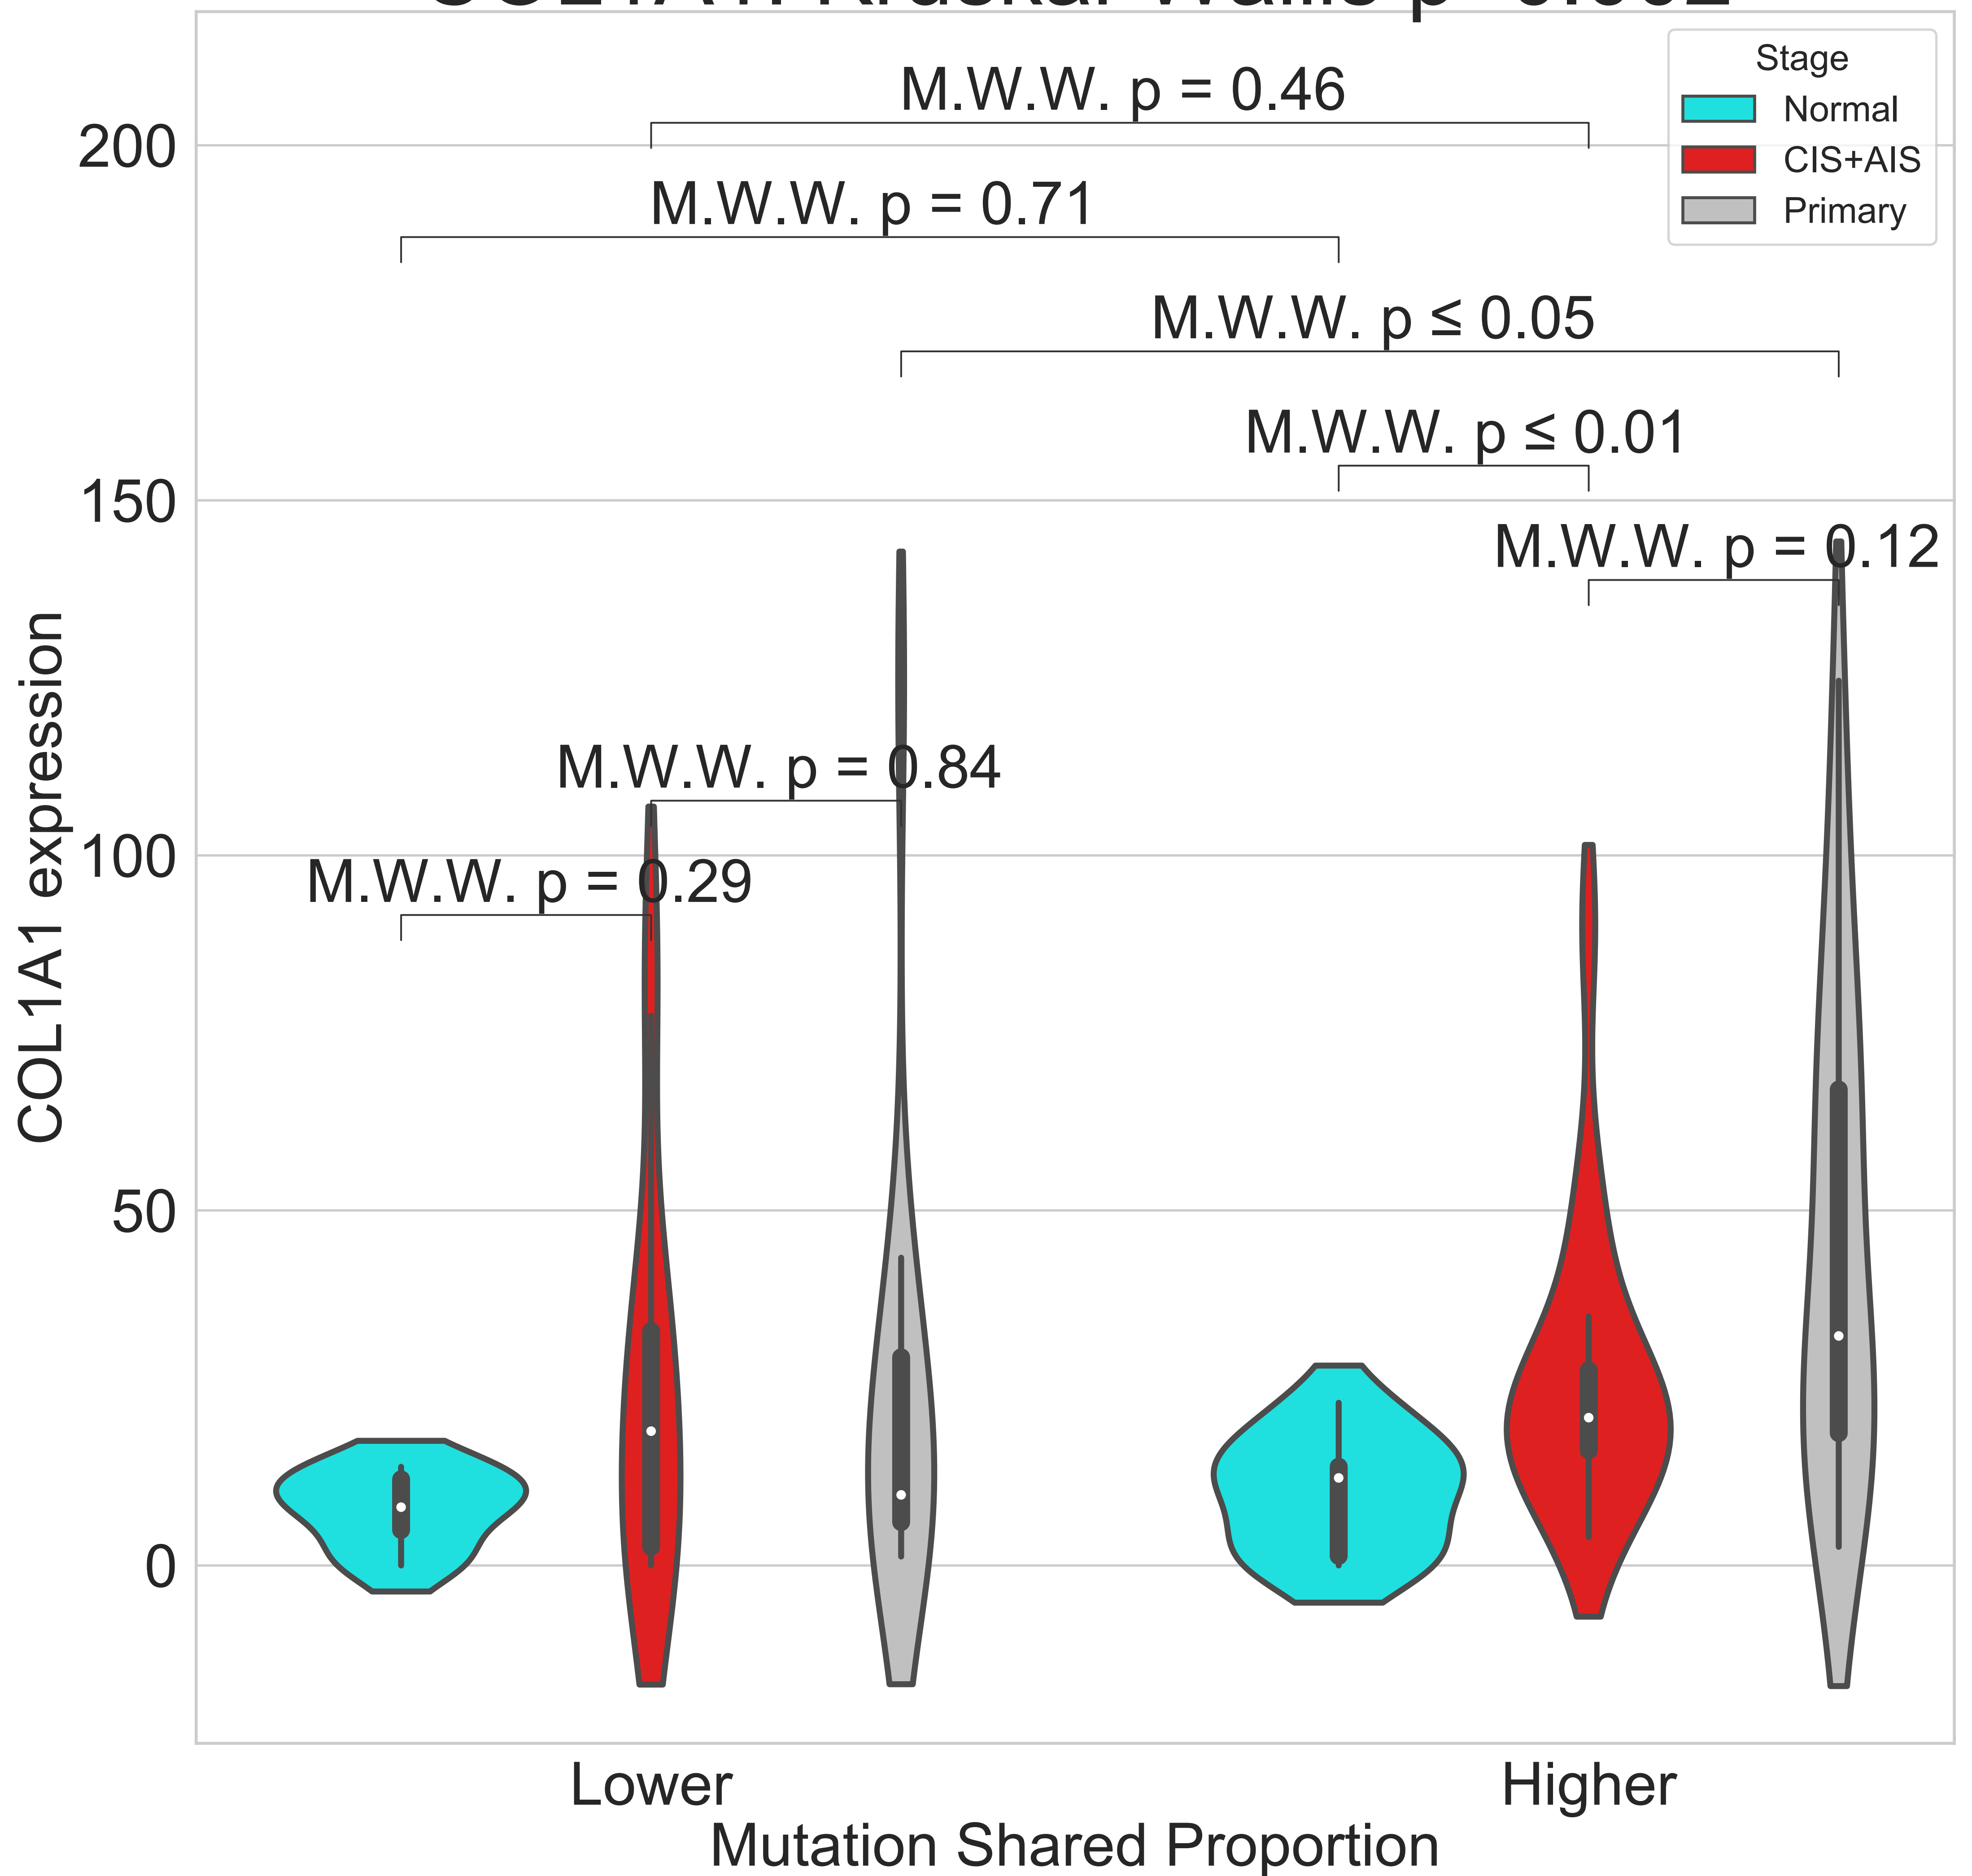 Stage
Normal
CIS+AIS
Primary
M.W.W. p = 0.46
M.W.W. p = 0.71
M.W.W. p ≤ 0.05
M.W.W. p ≤ 0.01
M.W.W. p = 0.12
M.W.W. p = 0.84
M.W.W. p = 0.29
200
150
100
50
0
COL1A1 expression
Lower
Higher
Mutation Shared Proportion